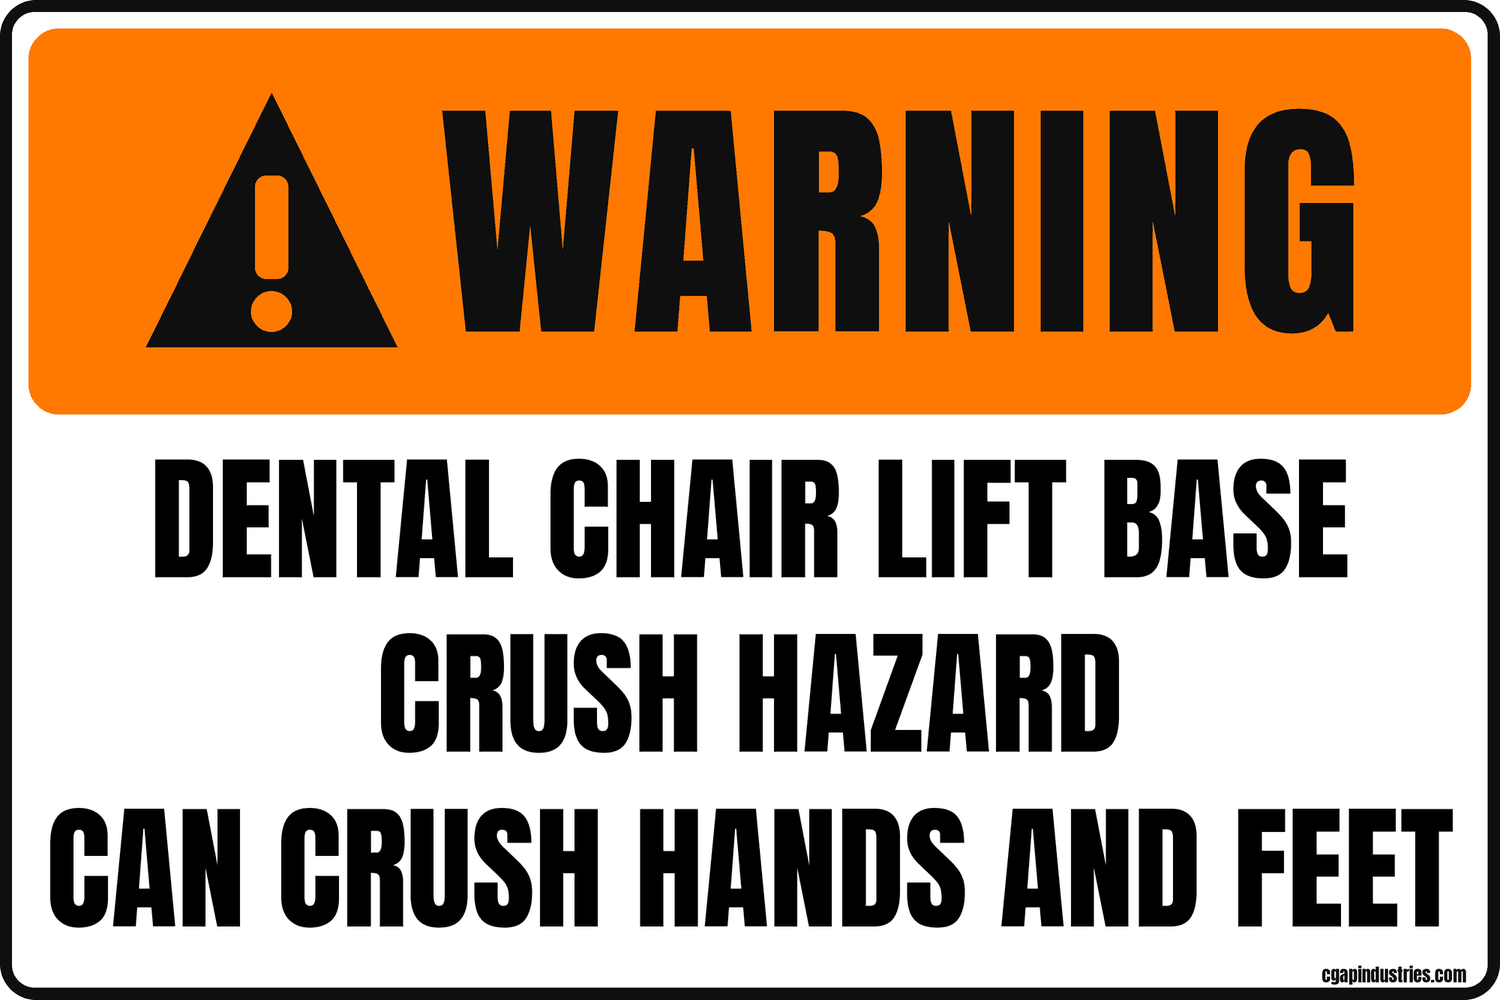 WARNING
DENTAL CHAIR LIFT BASE
CRUSH HAZARD
CAN CRUSH HANDS AND FEET
cgapindustries.com